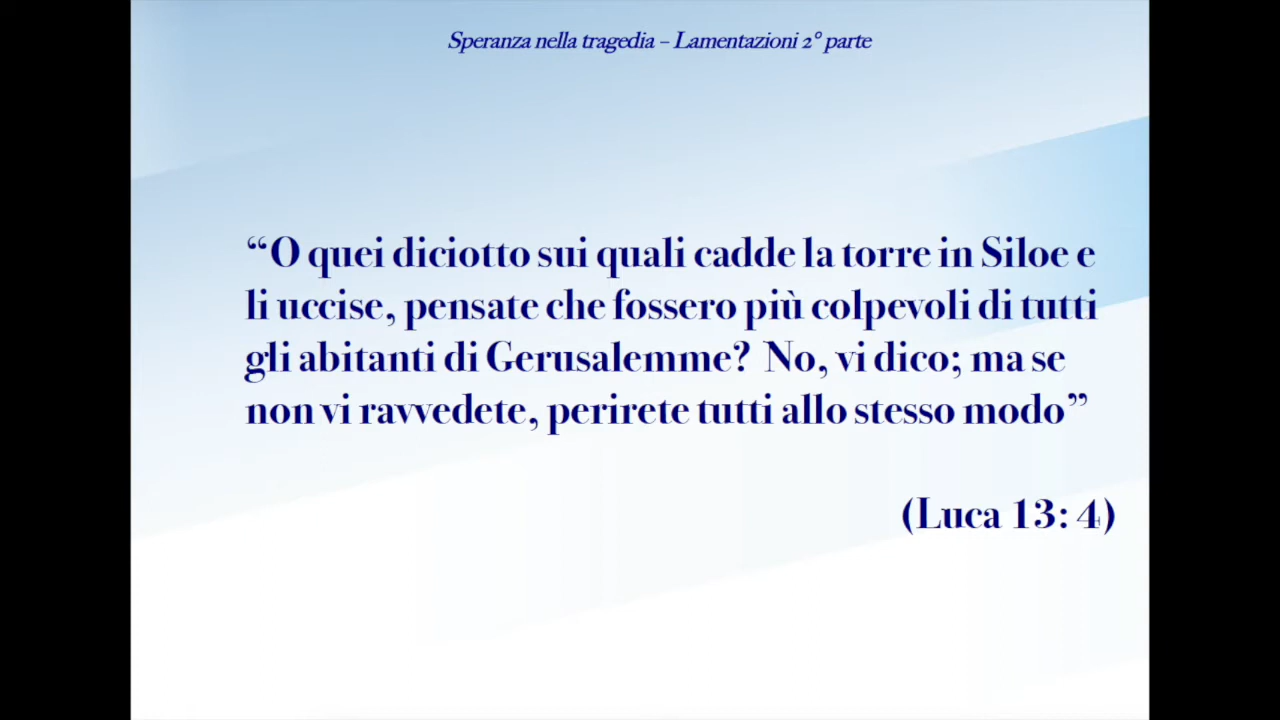 Speranza nella tragedia – Lamentazioni 2° parte
“O quei diciotto sui quali cadde la torre in Siloe e
li uccise, pensate che fossero più colpevoli di tutti
gli abitanti di Gerusalemme?  No, vi dico; ma se
non vi ravvedete, perirete tutti allo stesso modo”
(Luca 13: 4)